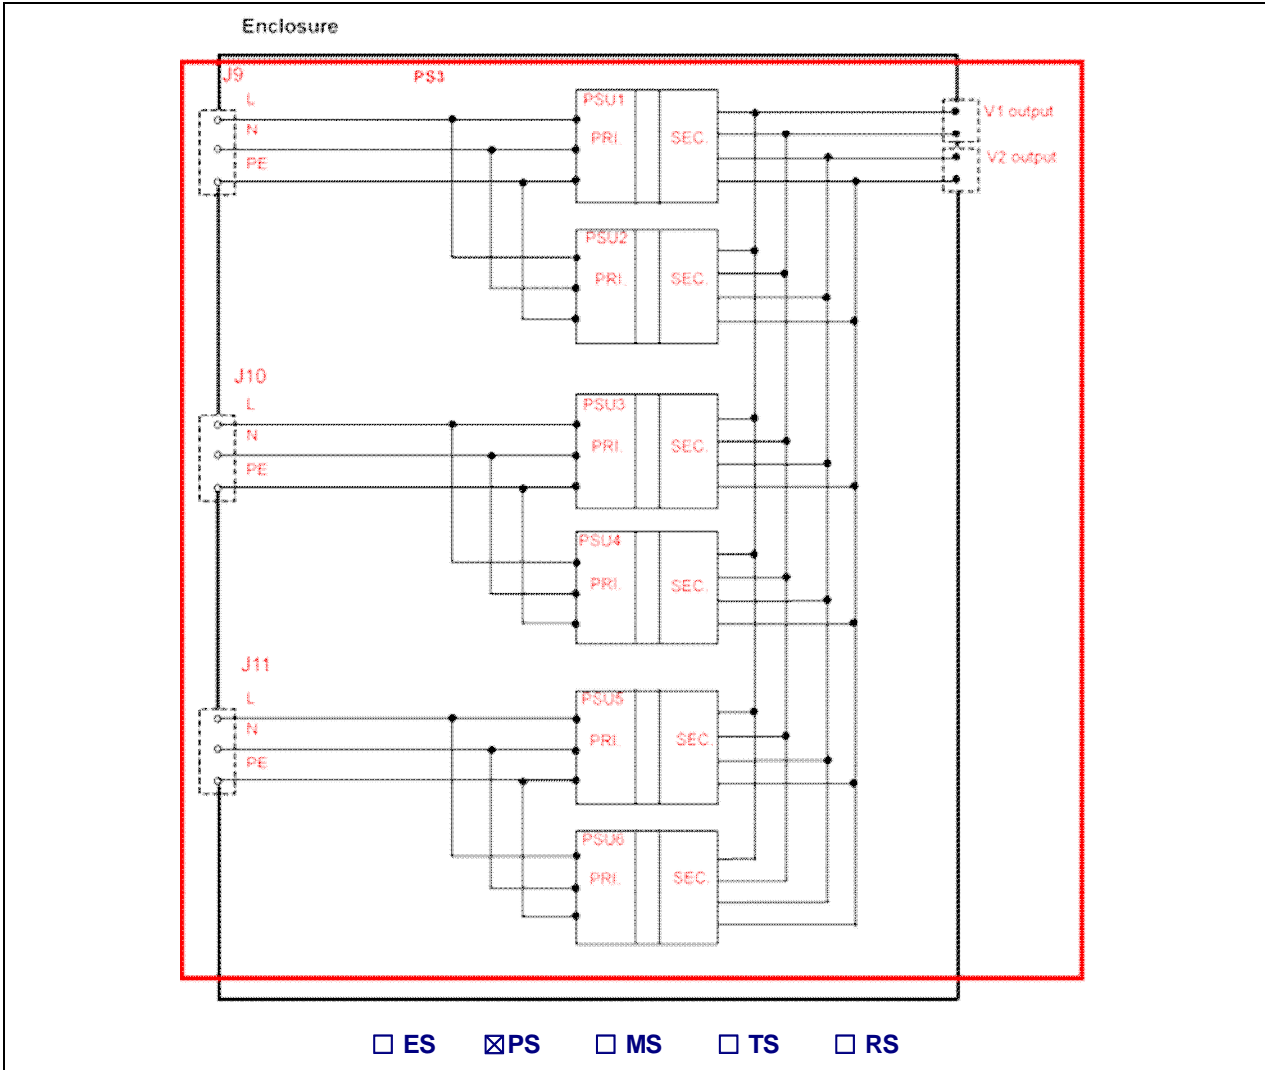 Enclosure
J9
PS3
L
N
PE
PSU1
PRI.
SEC.
V1 output
V2 output
PSU2
PRI.
SEC.
J10
L
N
PE
PSU3
PRI.
SEC.
PSU4
PRI.
SEC.
J11
L
N
PE
PSU5
PRI.
SEC.
PSU6
PRI.
SEC.
☐ ES ☒ PS ☐ MS ☐ TS ☐ RS